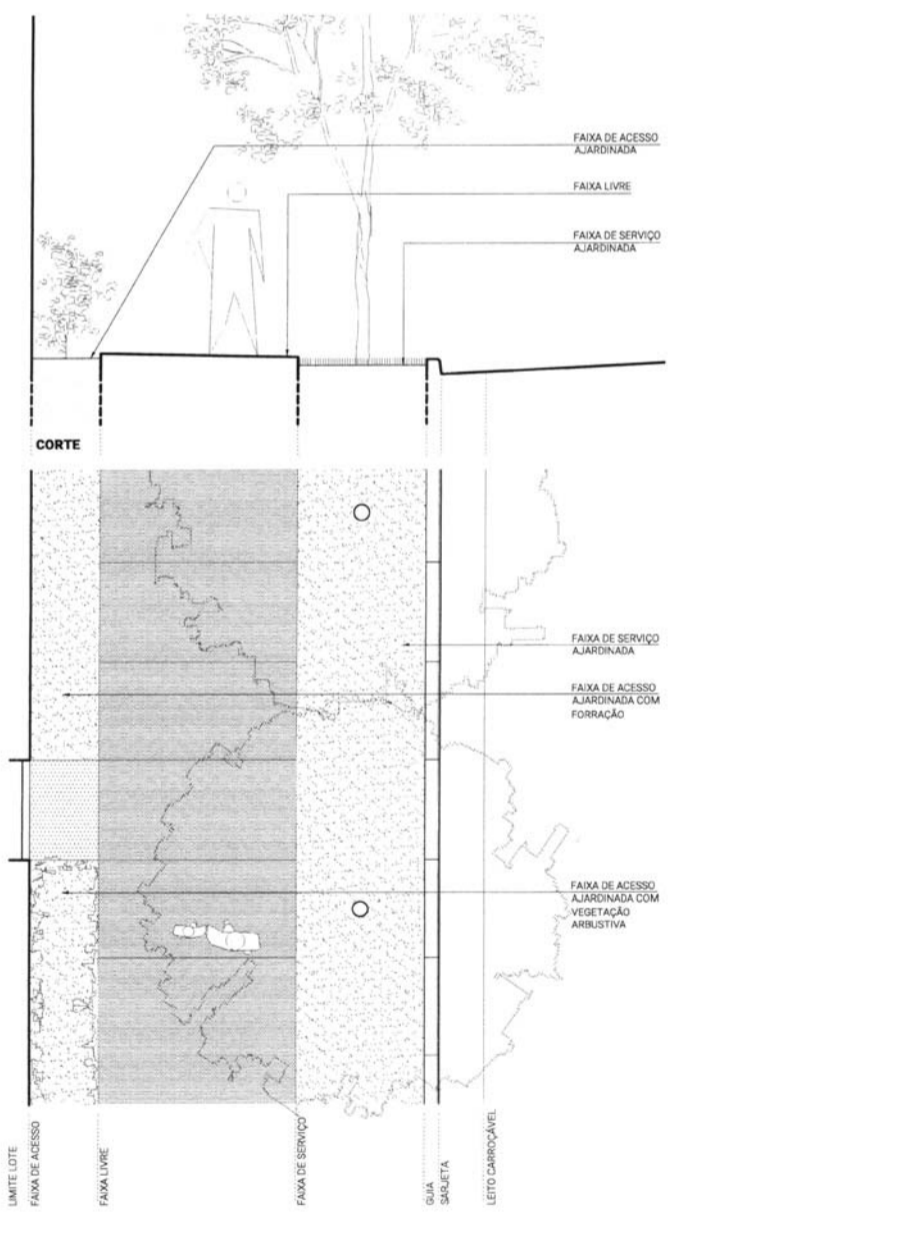 FAIXA DE ACESSO
AJARDINADA
FAIXA LIVRE
FAIXA DE SERVIÇO
AJARDINADA
CORTE
FAIXA DE SERVIÇO
AJARDINADA
FAIXA DE ACESSO
AJARDINADA COM
FORRAÇÃO
FAIXA DE ACESSO
AJARDINADA COM
VEGETAÇÃO
ARBUSTIVA
LIMITE LOTE
FAIXA DE ACESSO
FAIXA LIVRE
FAIXA DE SERVIÇO
GUIA
SARJETA
LEITO CARROÇÁVEL